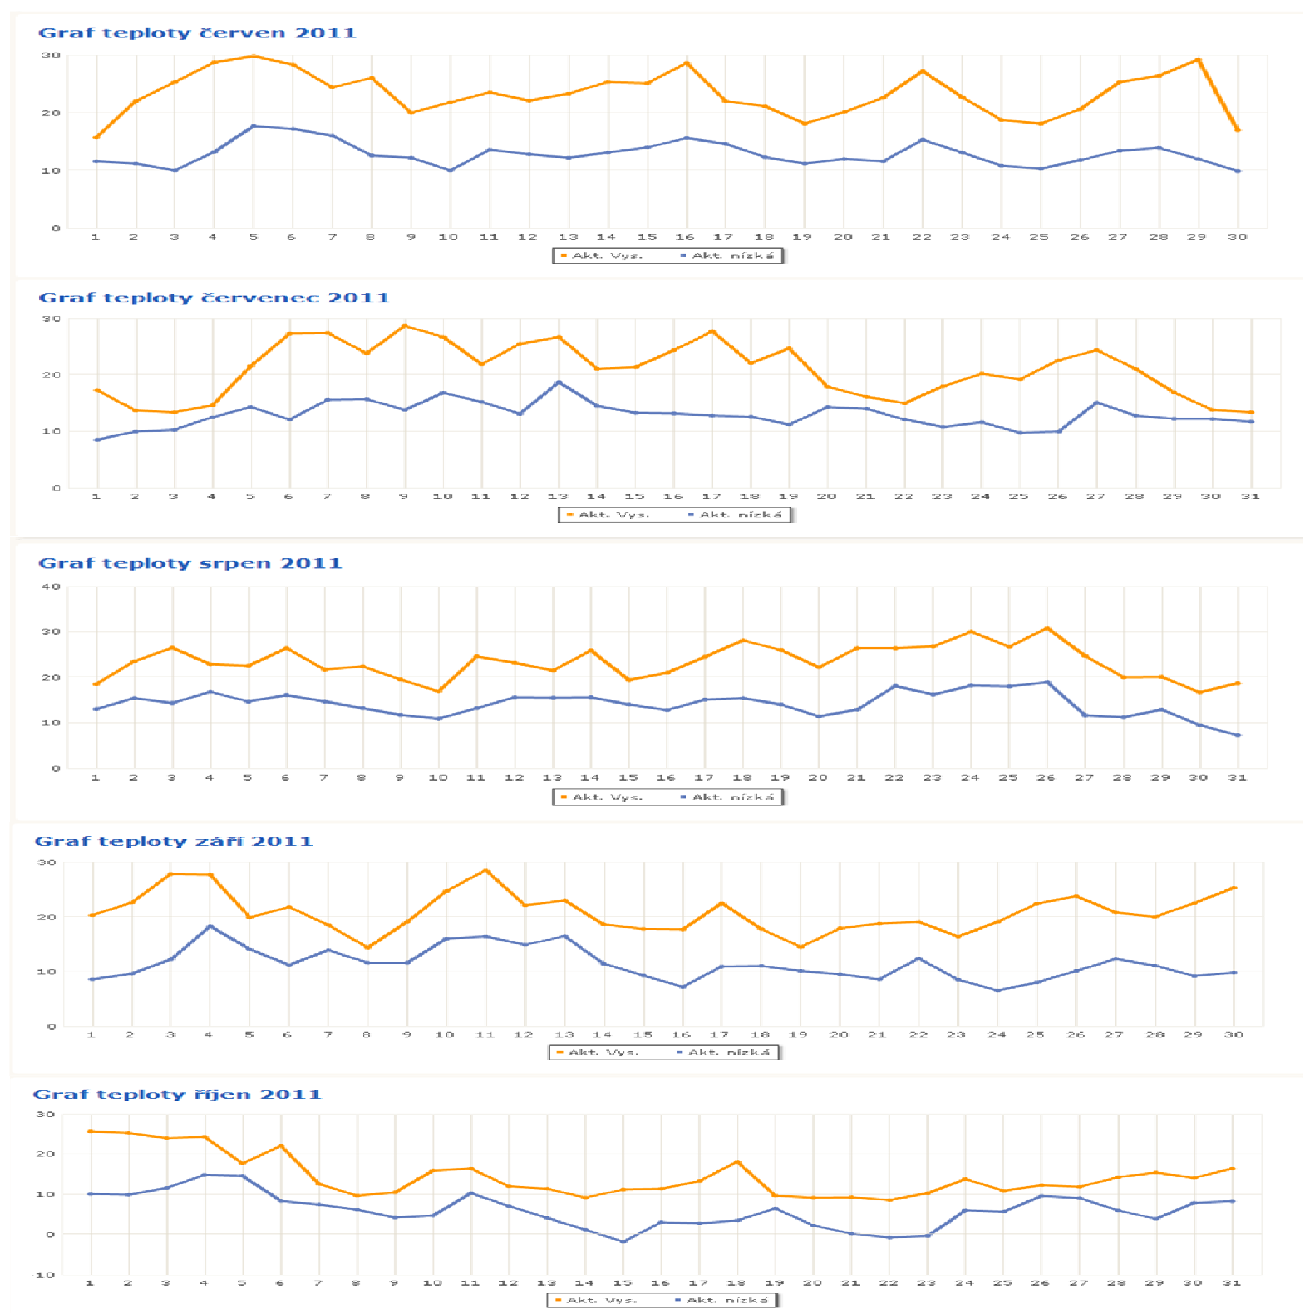 Graf teploty červen 2011
30
20
10
0
1 2 3 4 5 6 7 8 9 10 11 12 13 14 15 16 17 18 19 20 21 22 23 24 25 26 27 28 29 30
Akt. Vys. Akt. nízká
Graf teploty červenec 2011
30
20
10
0
1 2 3 4 5 6 7 8 9 10 11 12 13 14 15 16 17 18 19 20 21 22 23 24 25 26 27 28 29 30 31
Akt. Vys. Akt. nízká
Graf teploty srpen 2011
40
30
20
10
0
1 2 3 4 5 6 7 8 9 10 11 12 13 14 15 16 17 18 19 20 21 22 23 24 25 26 27 28 29 30 31
Akt. Vys. Akt. nízká
Graf teploty září 2011
30
20
10
0
1 2 3 4 5 6 7 8 9 10 11 12 13 14 15 16 17 18 19 20 21 22 23 24 25 26 27 28 29 30
Akt. Vys. Akt. nízká
Graf teploty říjen 2011
30
20
10
0
10
1 2 3 4 5 6 7 8 9 10 11 12 13 14 15 16 17 18 19 20 21 22 23 24 25 26 27 28 29 30 31
Akt. Vys. Akt. nízká